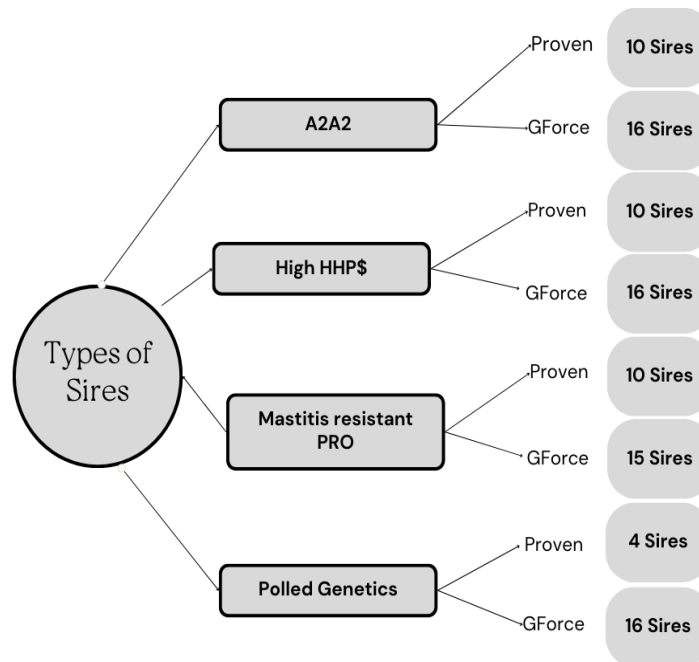 Types of
Sires
A2A2
Proven
10 Sires
GForce
16 Sires
High HHP$
Proven
10 Sires
GForce
16 Sires
Mastitis resistant
PRO
Proven
10 Sires
GForce
15 Sires
Polled Genetics
Proven
4 Sires
GForce
16 Sires